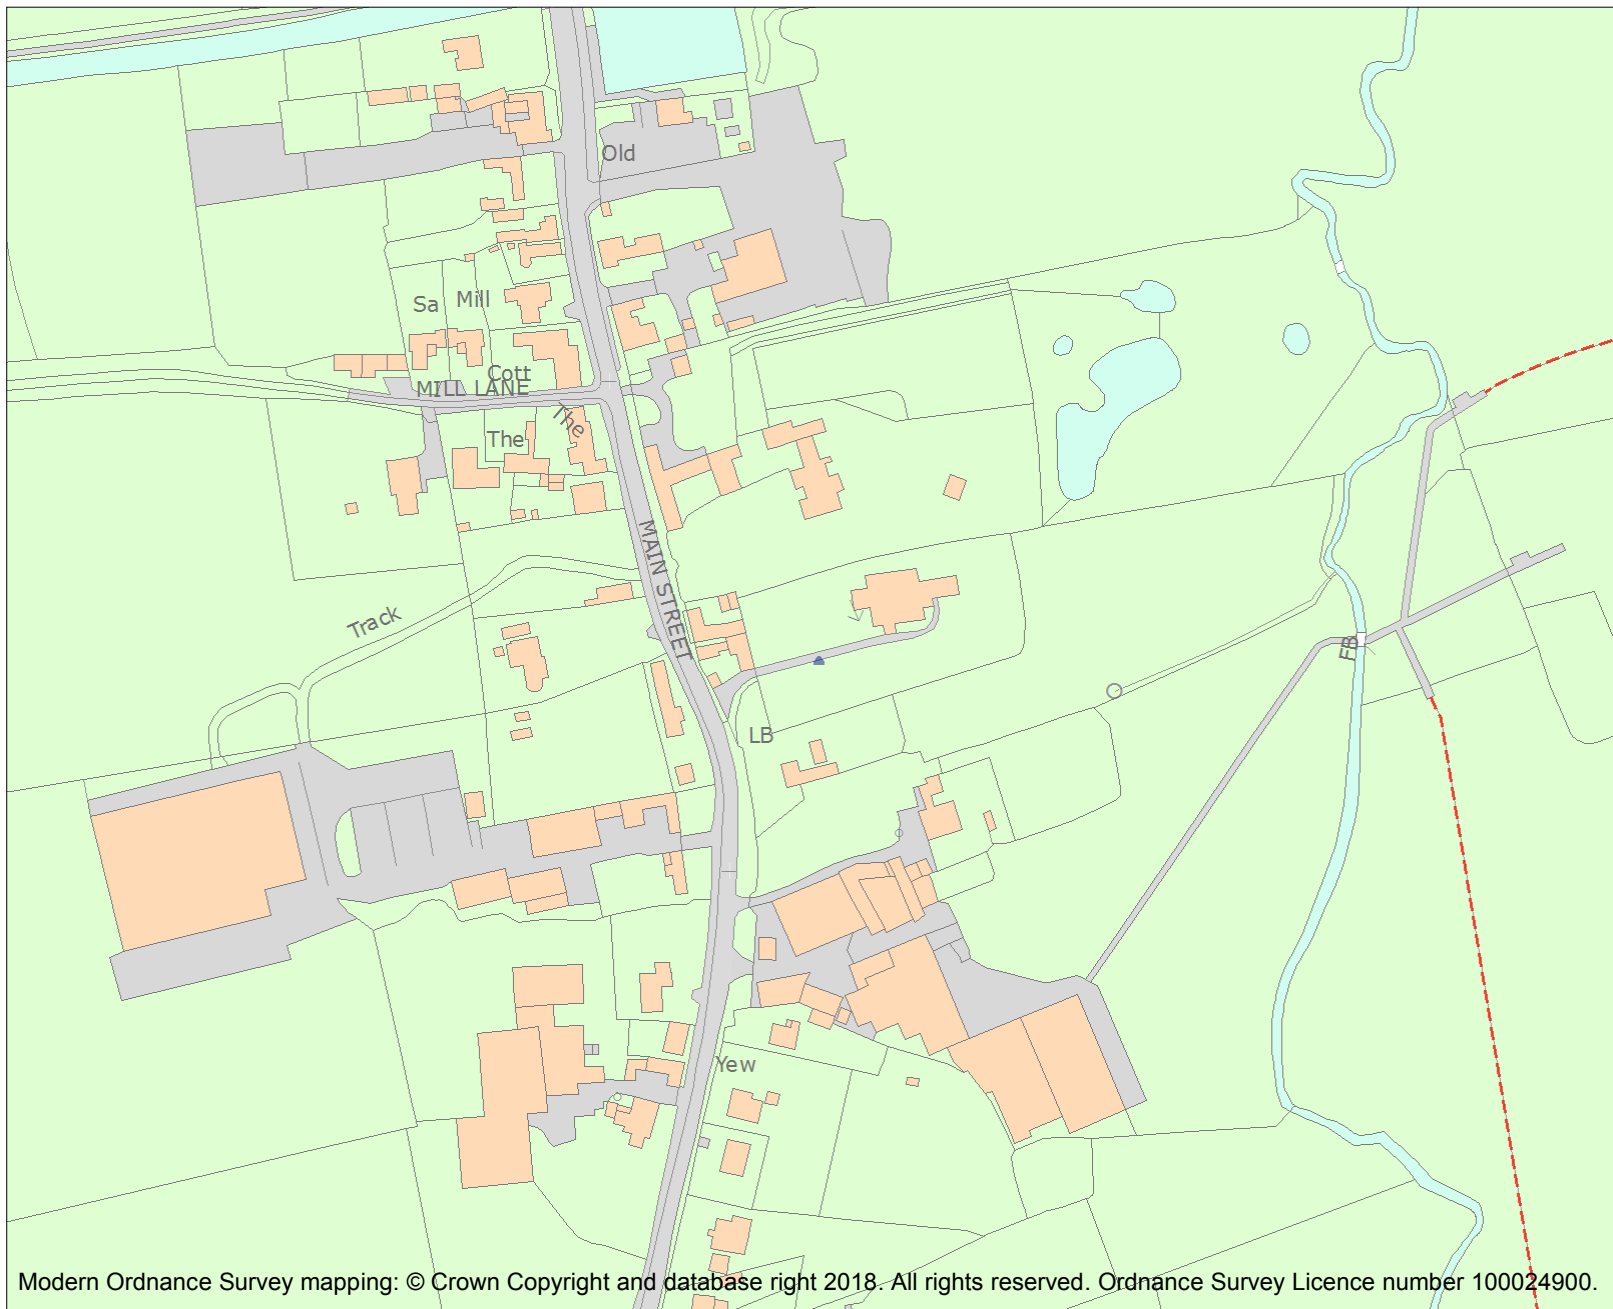 Old
Sa
Mill
Cott
MILL LANE
The
The
MAIN STREET
Track
FB
LB
Yew
Modern Ordnance Survey mapping: © Crown Copyright and database right 2018. All rights reserved. Ordnance Survey Licence number 100024900.